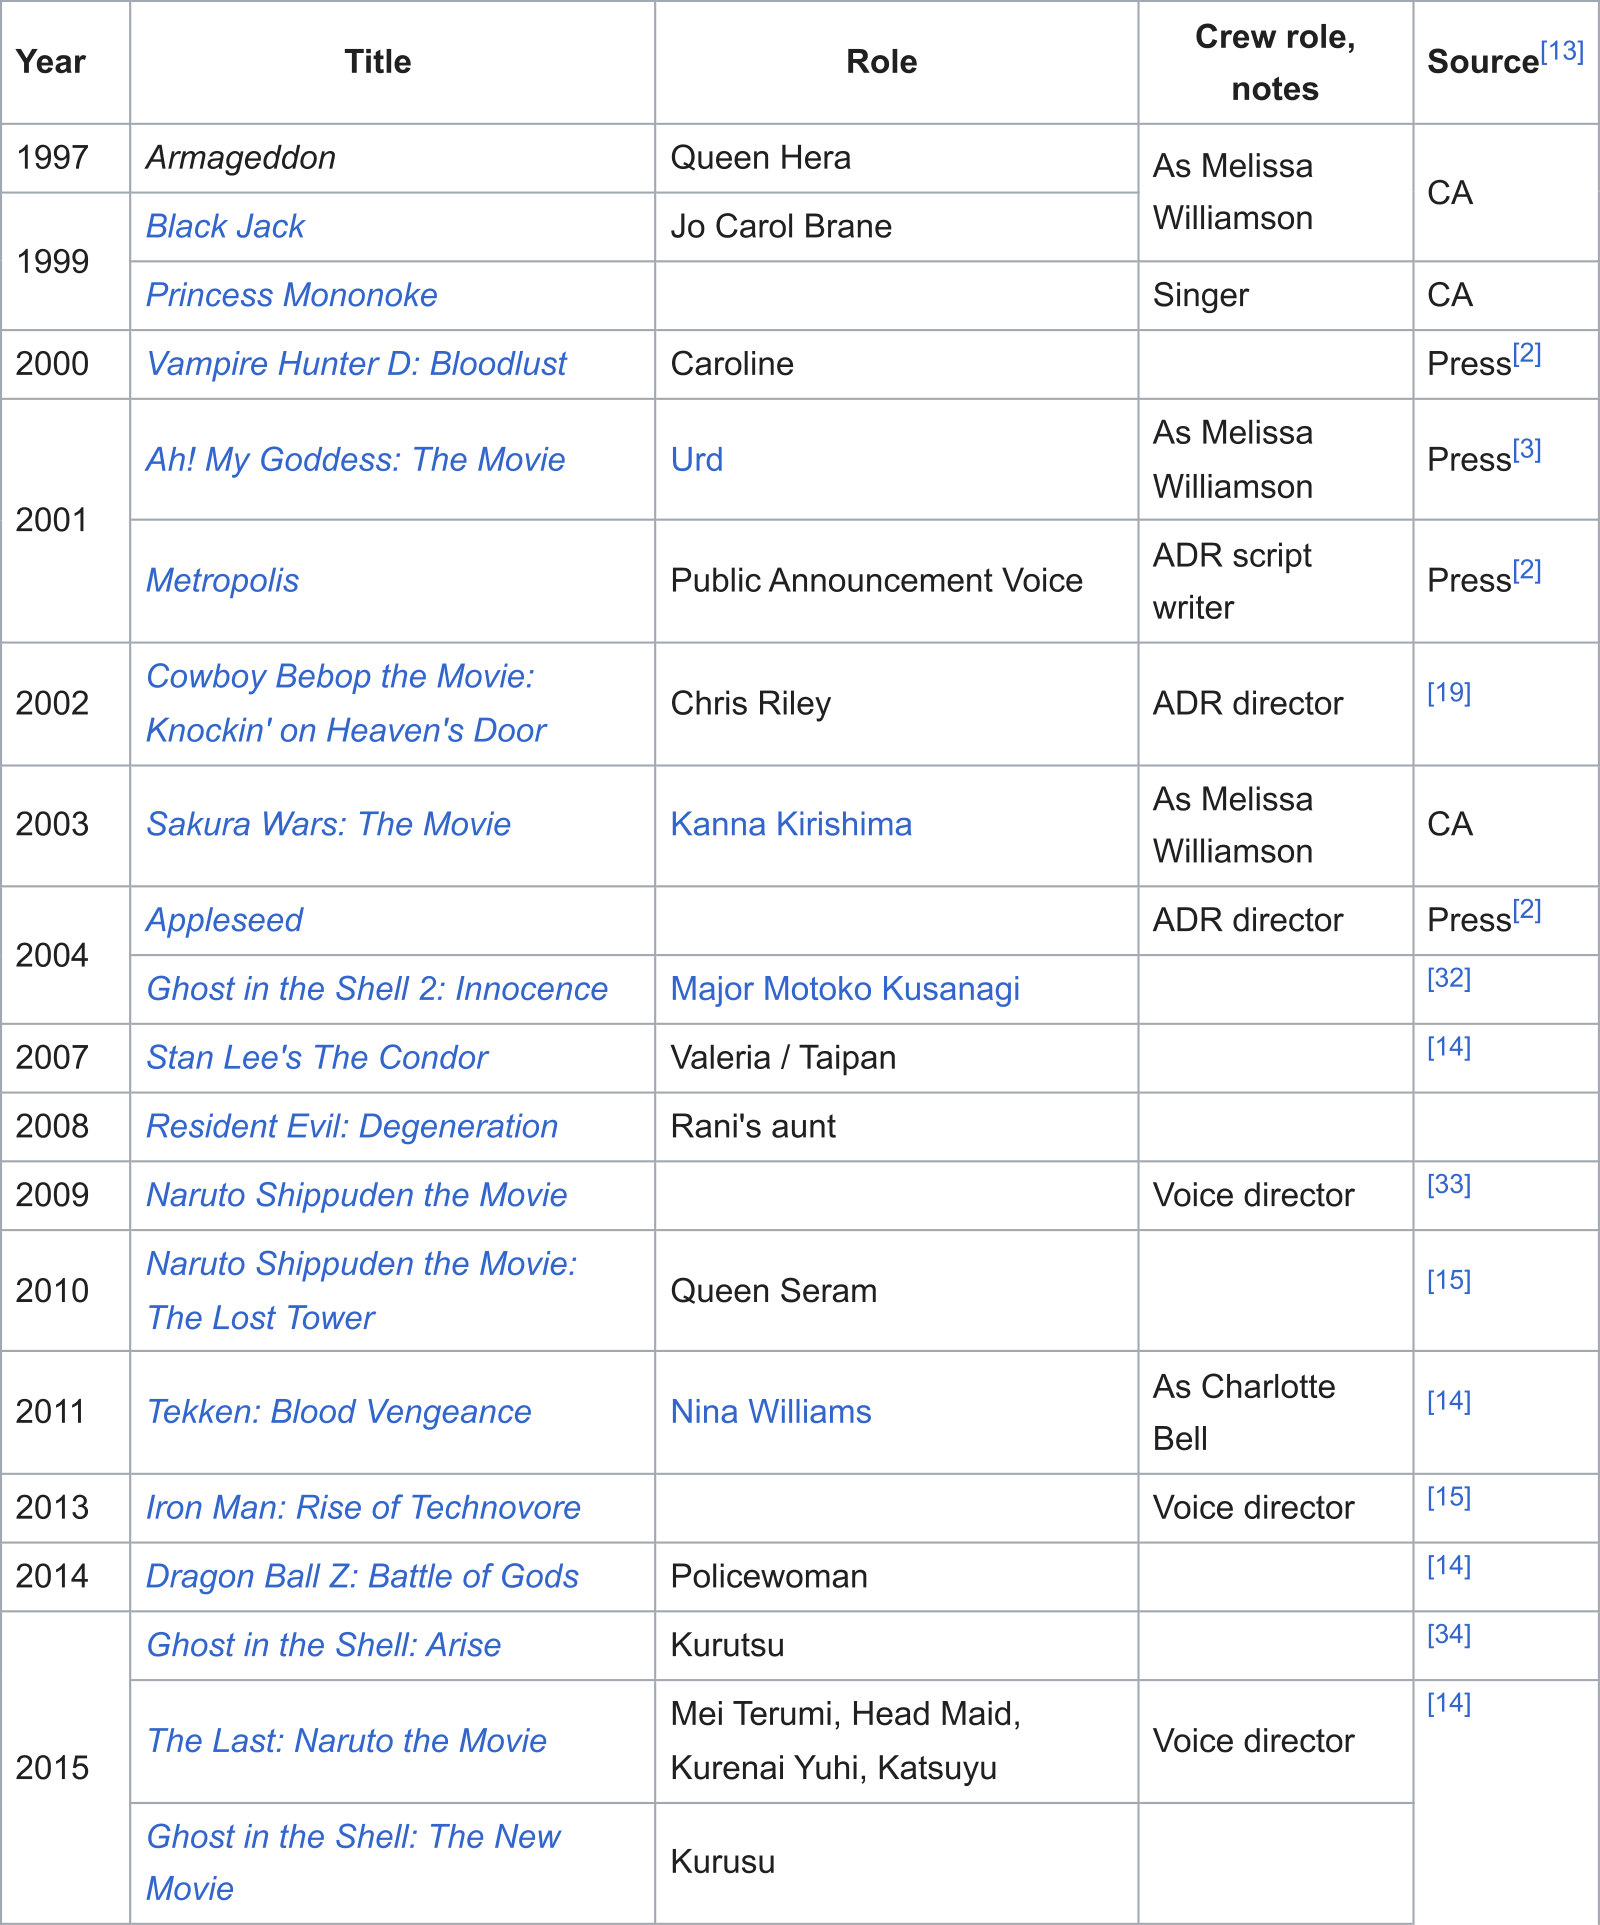 Year Title Role Crew role, notes Source[13]
1997 Armageddon Queen Hera As Melissa Williamson CA
1999 Black Jack Jo Carol Brane
Princess Mononoke Singer CA
2000 Vampire Hunter D: Bloodlust Caroline Press[2]
2001 Ah! My Goddess: The Movie Urd As Melissa Williamson Press[3]
Metropolis Public Announcement Voice ADR script writer Press[2]
2002 Cowboy Bebop the Movie: Knockin' on Heaven's Door Chris Riley ADR director [19]
2003 Sakura Wars: The Movie Kanna Kirishima As Melissa Williamson CA
2004 Appleseed ADR director Press[2]
Ghost in the Shell 2: Innocence Major Motoko Kusanagi [32]
2007 Stan Lee's The Condor Valeria / Taipan [14]
2008 Resident Evil: Degeneration Rani's aunt
2009 Naruto Shippuden the Movie Voice director [33]
2010 Naruto Shippuden the Movie: The Lost Tower Queen Seram [15]
2011 Tekken: Blood Vengeance Nina Williams As Charlotte Bell [14]
2013 Iron Man: Rise of Technovore Voice director [15]
2014 Dragon Ball Z: Battle of Gods Policewoman [14]
2015 Ghost in the Shell: Arise Kurutsu [34]
The Last: Naruto the Movie Mei Terumi, Head Maid, Kurenai Yuhi, Katsuyu Voice director [14]
Ghost in the Shell: The New Movie Kurusu